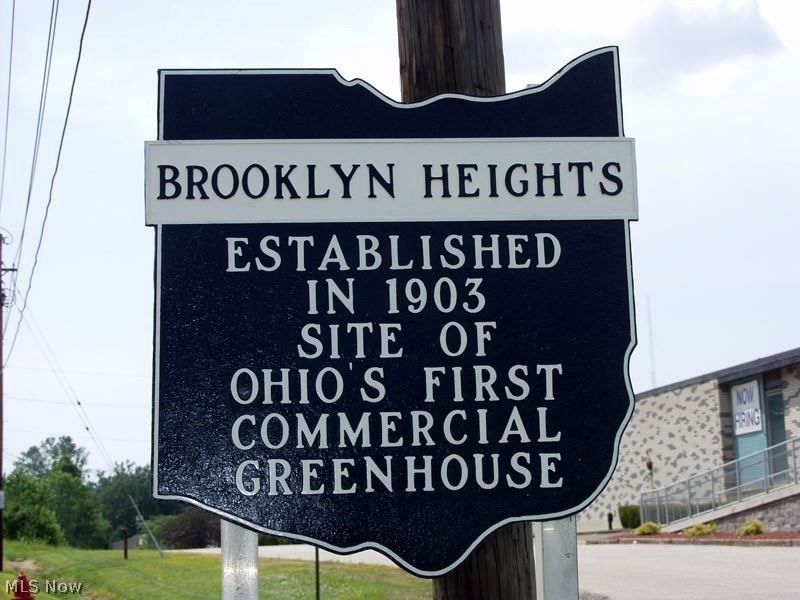 BROOKLYN HEIGHTS
ESTABLISHED
IN 1903
SITE OF
OHIO'S FIRST
COMMERCIAL
GREENHOUSE
NOW
HIRING
MLS Now